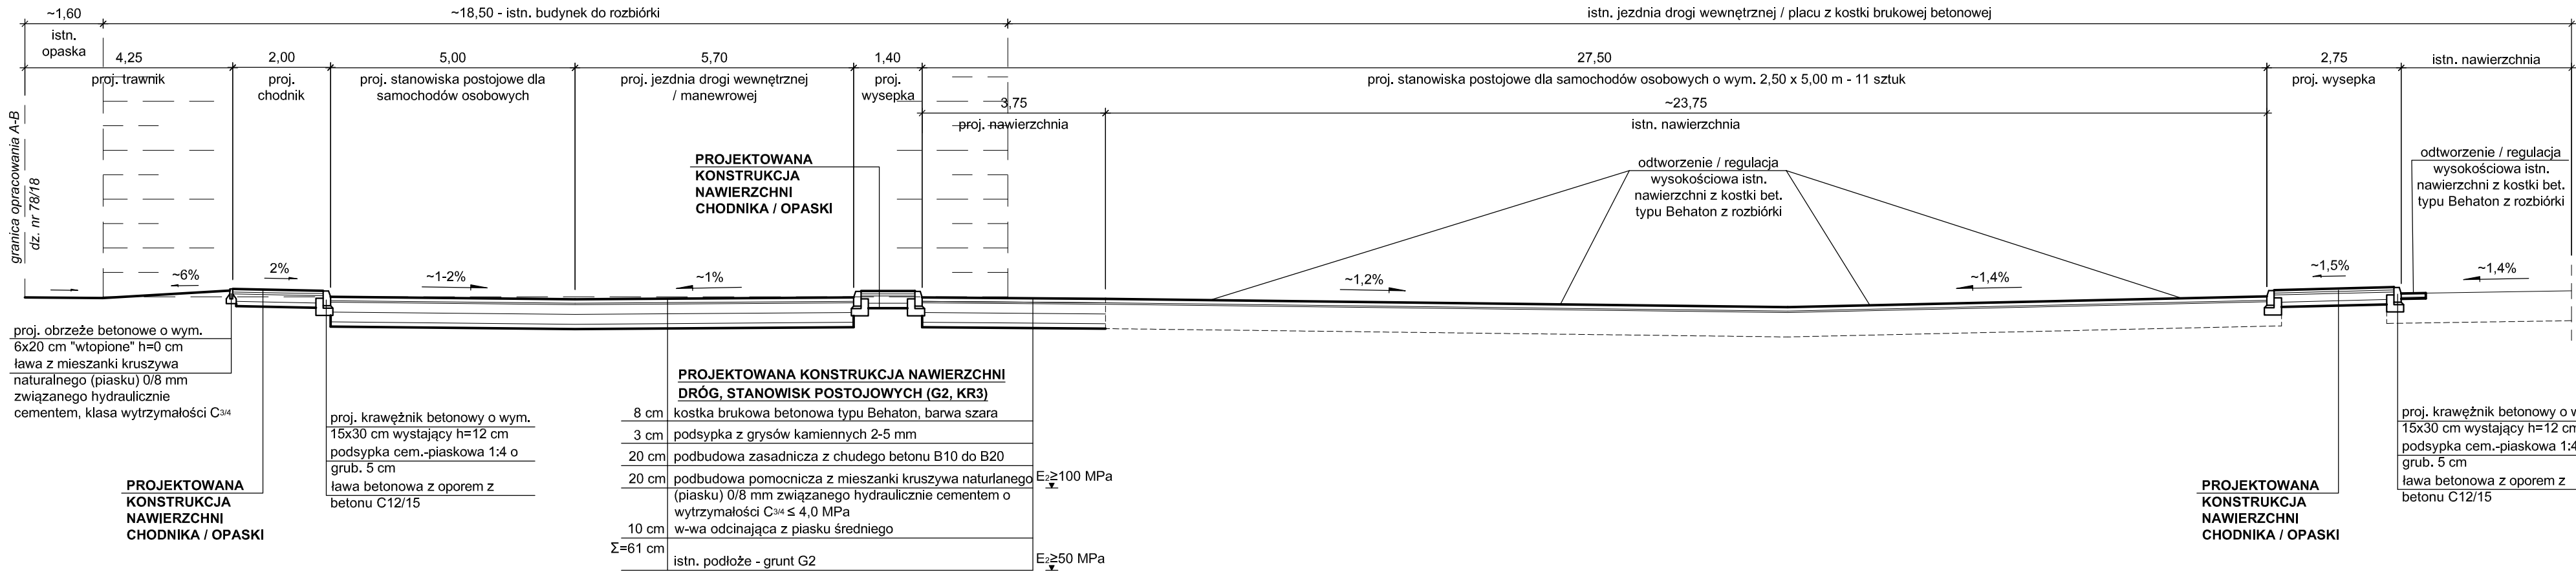 ~1,60
~18,50 - istn. budynek do rozbiórki
istn. jezdnia drogi wewnętrznej / placu z kostki brukowej betonowej
istn.
opaska
4,25
2,00
5,00
5,70
1,40
27,50
2,75
istn. nawierzchnia
proj. trawnik
proj.
chodnik
proj. stanowiska postojowe dla
samochodów osobowych
proj. jezdnia drogi wewnętrznej
/ manewrowej
proj.
wysepka
proj. stanowiska postojowe dla samochodów osobowych o wym. 2,50 x 5,00 m - 11 sztuk
proj. wysepka
3,75
~23,75
proj. nawierzchnia
istn. nawierzchnia
granica opracowania A-B
dz. nr 78/18
PROJEKTOWANA
KONSTRUKCJA
NAWIERZCHNI
CHODNIKA / OPASKI
odtworzenie / regulacja
wysokościowa istn.
nawierzchni z kostki bet.
typu Behaton z rozbiórki
odtworzenie / regulacja
wysokościowa istn.
nawierzchni z kostki bet.
typu Behaton z rozbiórki
~6%
2%
~1-2%
~1%
~1,2%
~1,4%
~1,5%
~1,4%
proj. obrzeże betonowe o wym.
6x20 cm "wtopione" h=0 cm
ława z mieszanki kruszywa
naturalnego (piasku) 0/8 mm
związanego hydraulicznie
cementem, klasa wytrzymałości C3/4
PROJEKTOWANA
KONSTRUKCJA
NAWIERZCHNI
CHODNIKA / OPASKI
proj. krawężnik betonowy o wym.
15x30 cm wystający h=12 cm
podsypka cem.-piaskowa 1:4 o
grub. 5 cm
ława betonowa z oporem z
betonu C12/15
PROJEKTOWANA KONSTRUKCJA NAWIERZCHNI
DRÓG, STANOWISK POSTOJOWYCH (G2, KR3)
8 cm kostka brukowa betonowa typu Behaton, barwa szara
3 cm podsypka z grysów kamiennych 2-5 mm
20 cm podbudowa zasadnicza z chudego betonu B10 do B20
20 cm podbudowa pomocnicza z mieszanki kruszywa naturlanego E2≥100 MPa
(piasku) 0/8 mm związanego hydraulicznie cementem o
wytrzymałości C3/4 ≤ 4,0 MPa
10 cm w-wa odcinająca z piasku średniego
Σ=61 cm
istn. podłoże - grunt G2 E2≥50 MPa
PROJEKTOWANA
KONSTRUKCJA
NAWIERZCHNI
CHODNIKA / OPASKI
proj. krawężnik betonowy o w
15x30 cm wystający h=12 cm
podsypka cem.-piaskowa 1:4
grub. 5 cm
ława betonowa z oporem z
betonu C12/15